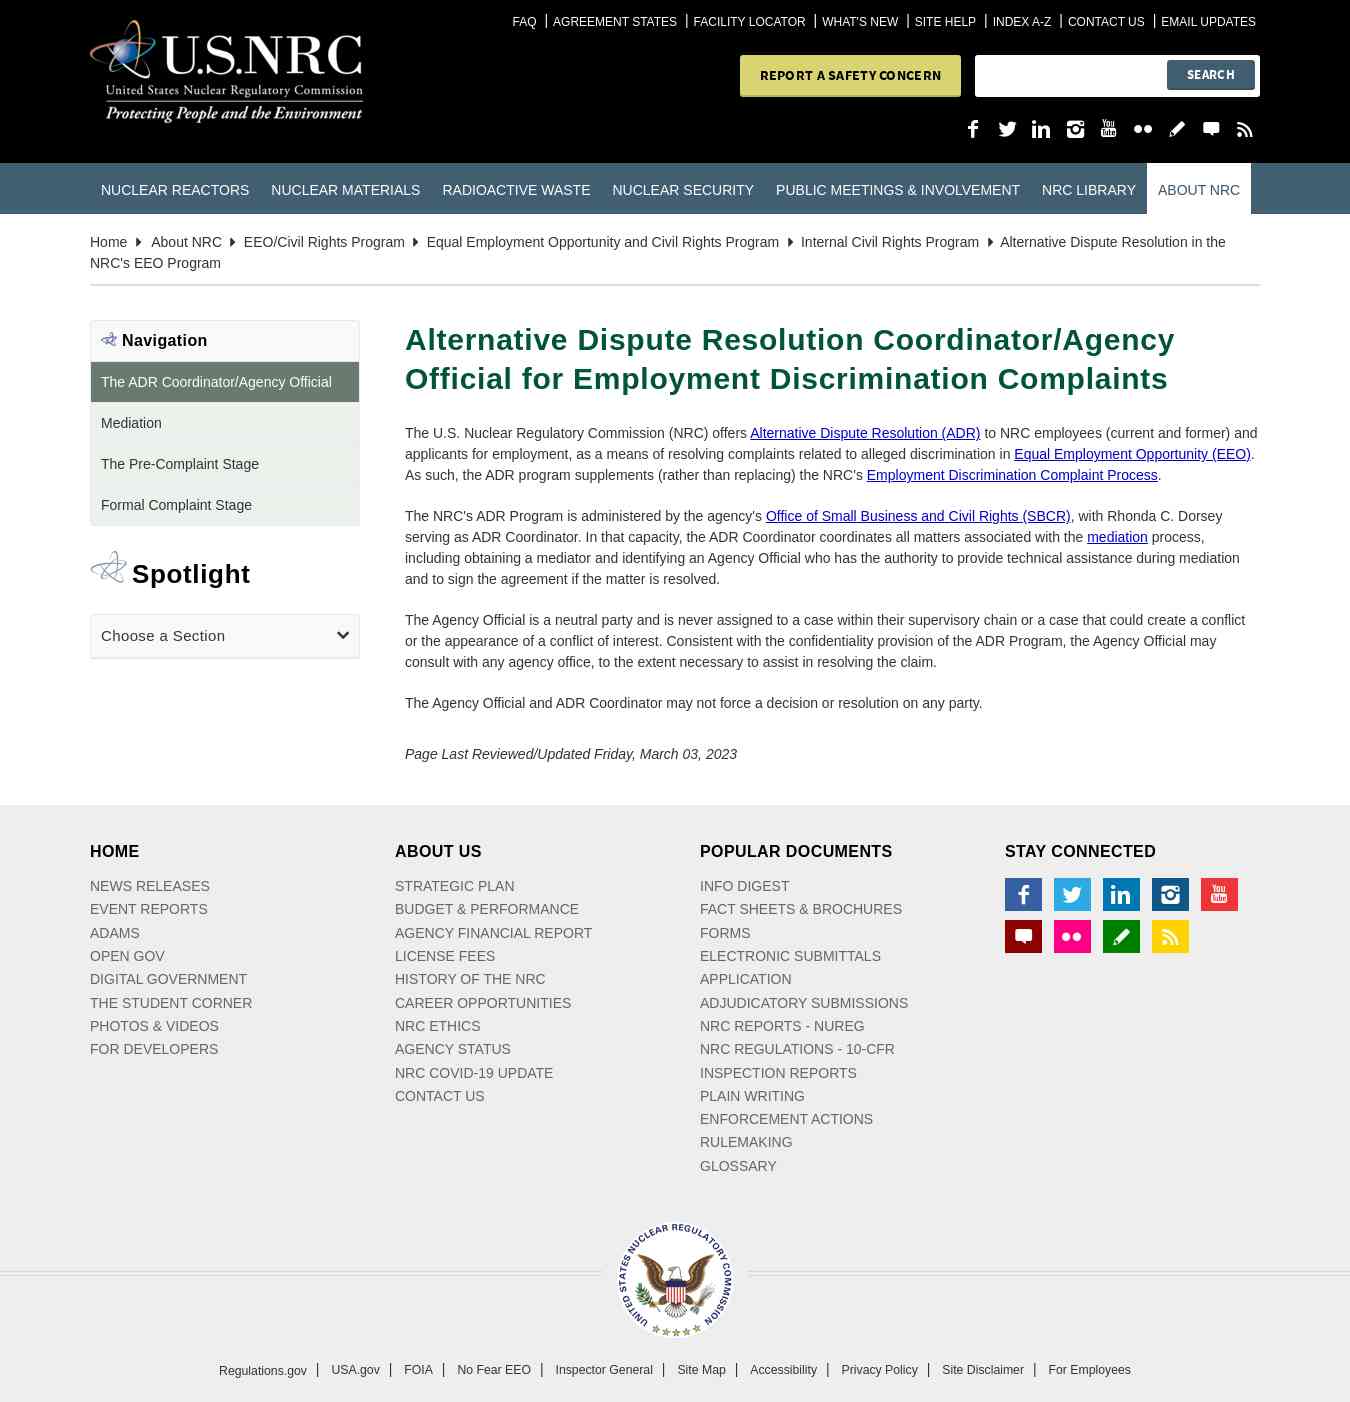 FAQ | AGREEMENT STATES | FACILITY LOCATOR | WHAT'S NEW | SITE HELP | INDEX A-Z | CONTACT US | EMAIL UPDATES
U.S.NRC
United States Nuclear Regulatory Commission
Protecting People and the Environment
REPORT A SAFETY CONCERN
SEARCH
You Tube
NUCLEAR REACTORS NUCLEAR MATERIALS RADIOACTIVE WASTE NUCLEAR SECURITY PUBLIC MEETINGS & INVOLVEMENT NRC LIBRARY ABOUT NRC
Home About NRC EEO/Civil Rights Program Equal Employment Opportunity and Civil Rights Program Internal Civil Rights Program Alternative Dispute Resolution in the
NRC's EEO Program
Navigation
The ADR Coordinator/Agency Official
Mediation
The Pre-Complaint Stage
Formal Complaint Stage
Spotlight
Choose a Section
Alternative Dispute Resolution Coordinator/Agency
Official for Employment Discrimination Complaints
The U.S. Nuclear Regulatory Commission (NRC) offers Alternative Dispute Resolution (ADR) to NRC employees (current and former) and
applicants for employment, as a means of resolving complaints related to alleged discrimination in Equal Employment Opportunity (EEO).
As such, the ADR program supplements (rather than replacing) the NRC's Employment Discrimination Complaint Process.
The NRC's ADR Program is administered by the agency's Office of Small Business and Civil Rights (SBCR), with Rhonda C. Dorsey
serving as ADR Coordinator. In that capacity, the ADR Coordinator coordinates all matters associated with the mediation process,
including obtaining a mediator and identifying an Agency Official who has the authority to provide technical assistance during mediation
and to sign the agreement if the matter is resolved.
The Agency Official is a neutral party and is never assigned to a case within their supervisory chain or a case that could create a conflict
or the appearance of a conflict of interest. Consistent with the confidentiality provision of the ADR Program, the Agency Official may
consult with any agency office, to the extent necessary to assist in resolving the claim.
The Agency Official and ADR Coordinator may not force a decision or resolution on any party.
Page Last Reviewed/Updated Friday, March 03, 2023
HOME
NEWS RELEASES
EVENT REPORTS
ADAMS
OPEN GOV
DIGITAL GOVERNMENT
THE STUDENT CORNER
PHOTOS & VIDEOS
FOR DEVELOPERS
ABOUT US
STRATEGIC PLAN
BUDGET & PERFORMANCE
AGENCY FINANCIAL REPORT
LICENSE FEES
HISTORY OF THE NRC
CAREER OPPORTUNITIES
NRC ETHICS
AGENCY STATUS
NRC COVID-19 UPDATE
CONTACT US
POPULAR DOCUMENTS
INFO DIGEST
FACT SHEETS & BROCHURES
FORMS
ELECTRONIC SUBMITTALS
APPLICATION
ADJUDICATORY SUBMISSIONS
NRC REPORTS - NUREG
NRC REGULATIONS - 10-CFR
INSPECTION REPORTS
PLAIN WRITING
ENFORCEMENT ACTIONS
RULEMAKING
GLOSSARY
STAY CONNECTED
You Tube
UNITED STATES NUCLEAR REGULATORY COMMISSION
Regulations.gov | USA.gov | FOIA | No Fear EEO | Inspector General | Site Map | Accessibility | Privacy Policy | Site Disclaimer | For Employees